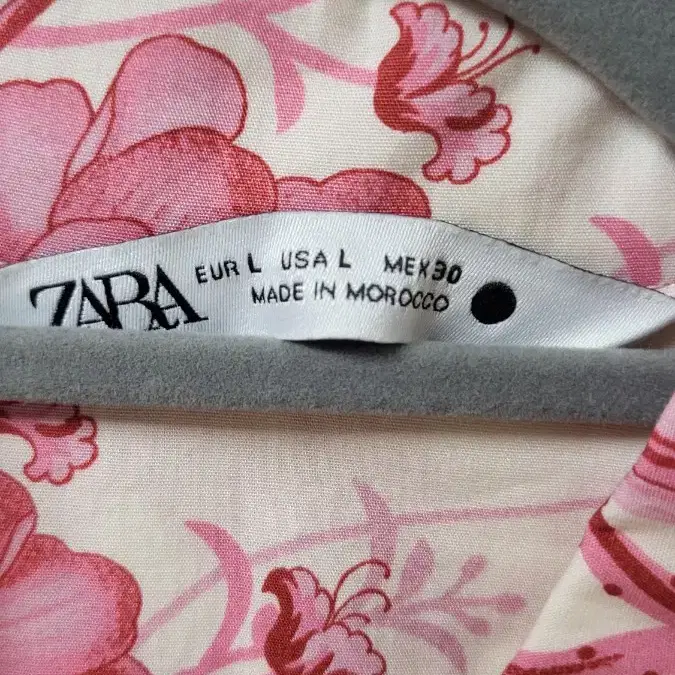 ZARA
EUR L USA L MEX 30
MADE IN MOROCCO